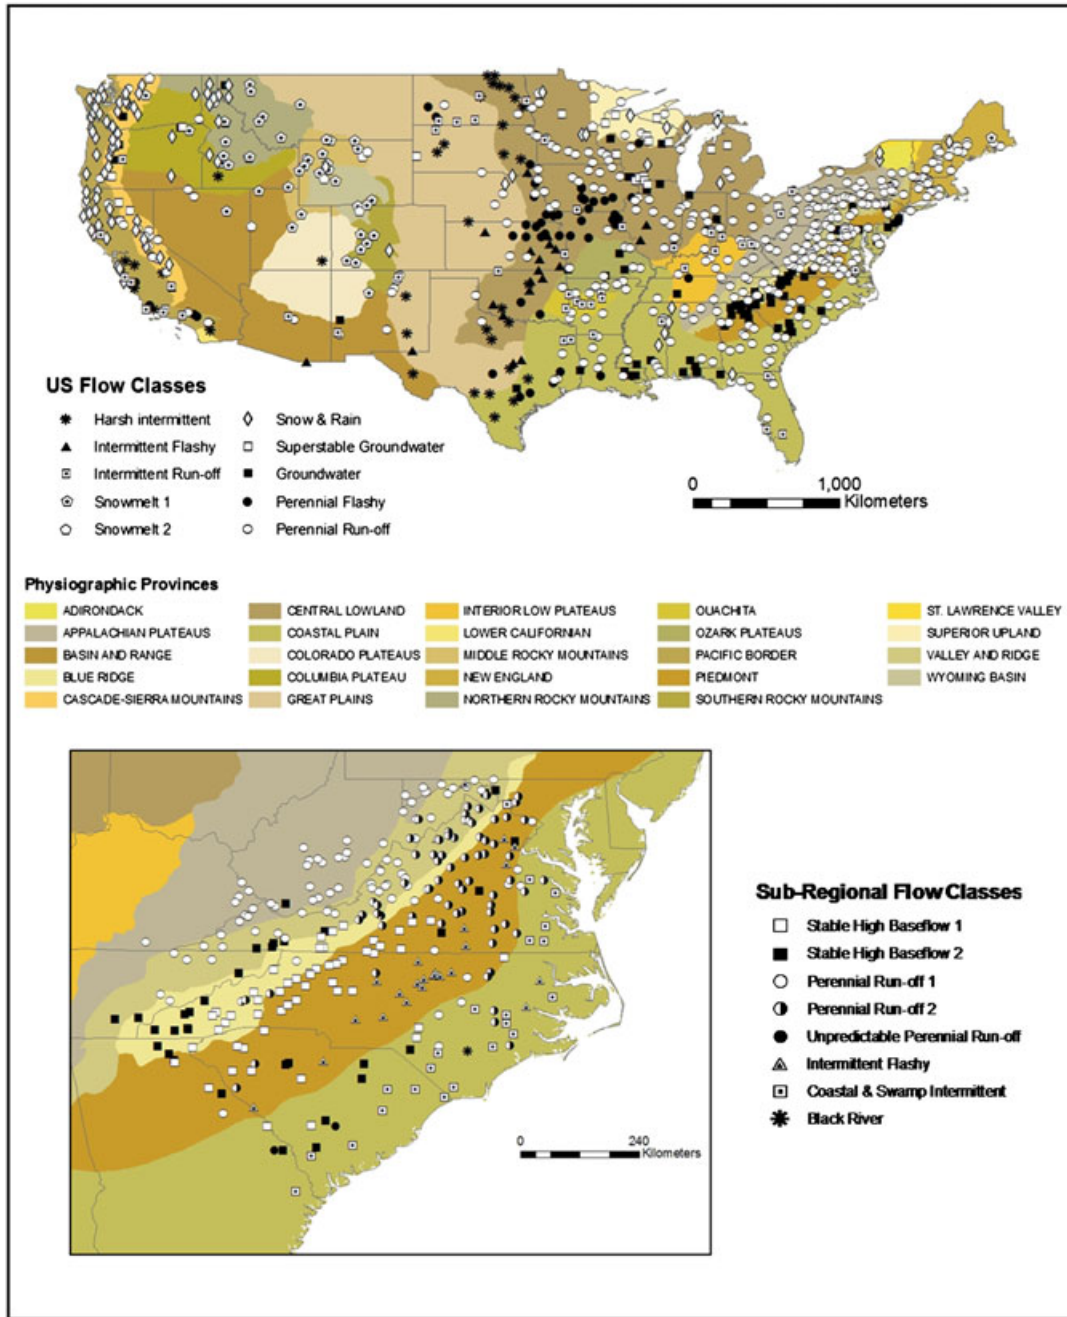 US Flow Classes
Harsh intermittent
Snow & Rain
Intermittent Flashy
Superstable Groundwater
Intermittent Run-off
Groundwater
Snowmelt 1
Perennial Flashy
Snowmelt 2
Perennial Run-off
0 1,000
Kilometers
Physiographic Provinces
ADIRONDACK CENTRAL LOWLAND INTERIOR LOW PLATEAUS OUACHITA ST. LAWRENCE VALLEY
APPALACHIAN PLATEAUS COASTAL PLAIN LOWER CALIFORNIAN OZARK PLATEAUS SUPERIOR UPLAND
BASIN AND RANGE COLORADO PLATEAUS MIDDLE ROCKY MOUNTAINS PACIFIC BORDER VALLEY AND RIDGE
BLUE RIDGE COLUMBIA PLATEAU NEW ENGLAND PIEDMONT WYOMING BASIN
CASCADE-SIERRA MOUNTAINS GREAT PLAINS NORTHERN ROCKY MOUNTAINS SOUTHERN ROCKY MOUNTAINS
Sub-Regional Flow Classes
Stable High Baseflow 1
Stable High Baseflow 2
Perennial Run-off 1
Perennial Run-off 2
Unpredictable Perennial Run-off
Intermittent Flashy
Coastal & Swamp Intermittent
Black River
0 240
Kilometers